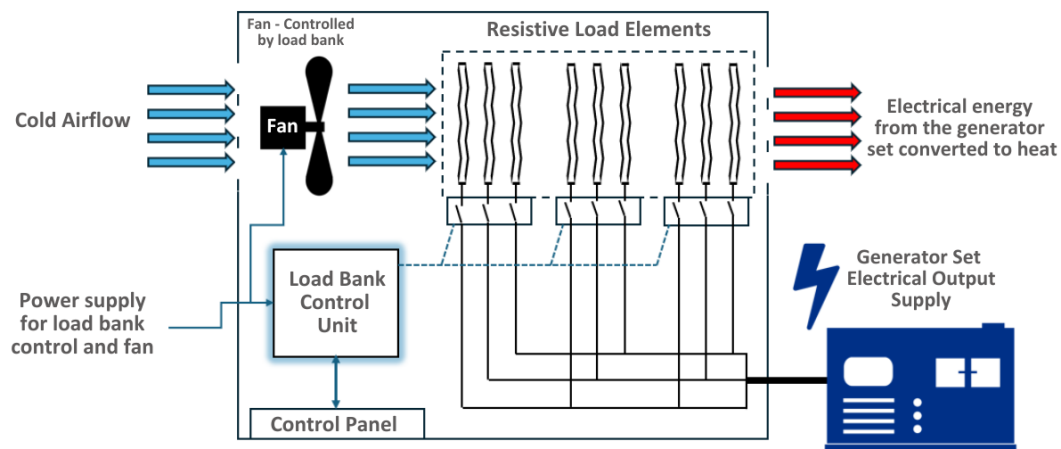 Fan - Controlled
by load bank
Resistive Load Elements
Cold Airflow
Fan
Electrical energy
from the generator
set converted to heat
Load Bank
Control
Unit
Generator Set
Electrical Output
Supply
Power supply
for load bank
control and fan
Control Panel